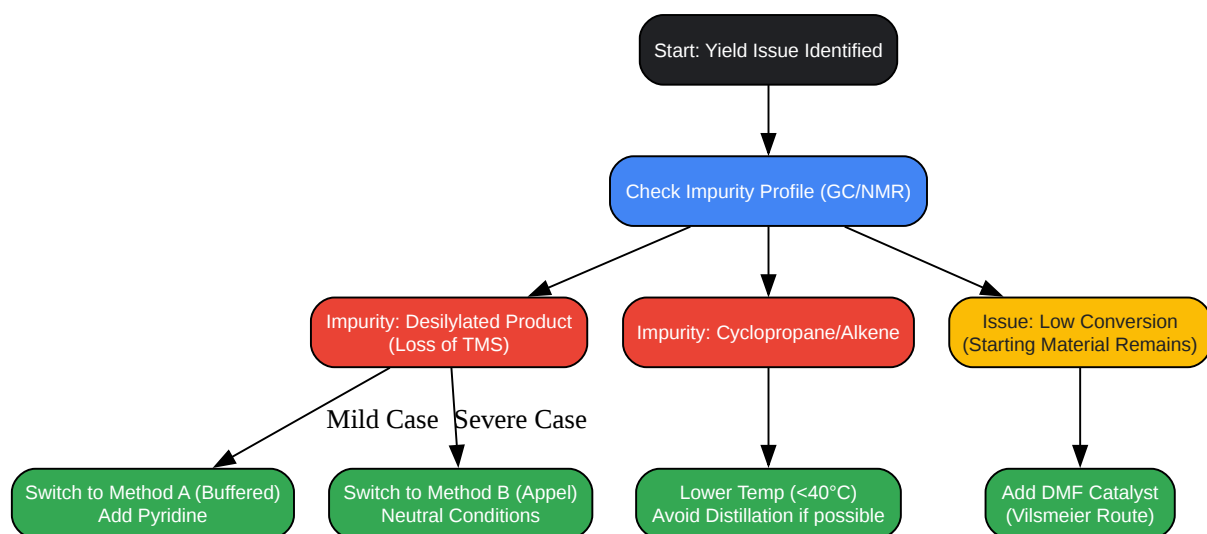 Start: Yield Issue Identified
Check Impurity Profile (GC/NMR)
Impurity: Desilylated Product
(Loss of TMS)
Impurity: Cyclopropane/Alkene
Issue: Low Conversion
(Starting Material Remains)
Mild Case
Severe Case
Switch to Method A (Buffered)
Add Pyridine
Switch to Method B (Appel)
Neutral Conditions
Lower Temp (<40°C)
Avoid Distillation if possible
Add DMF Catalyst
(Vilsmeier Route)